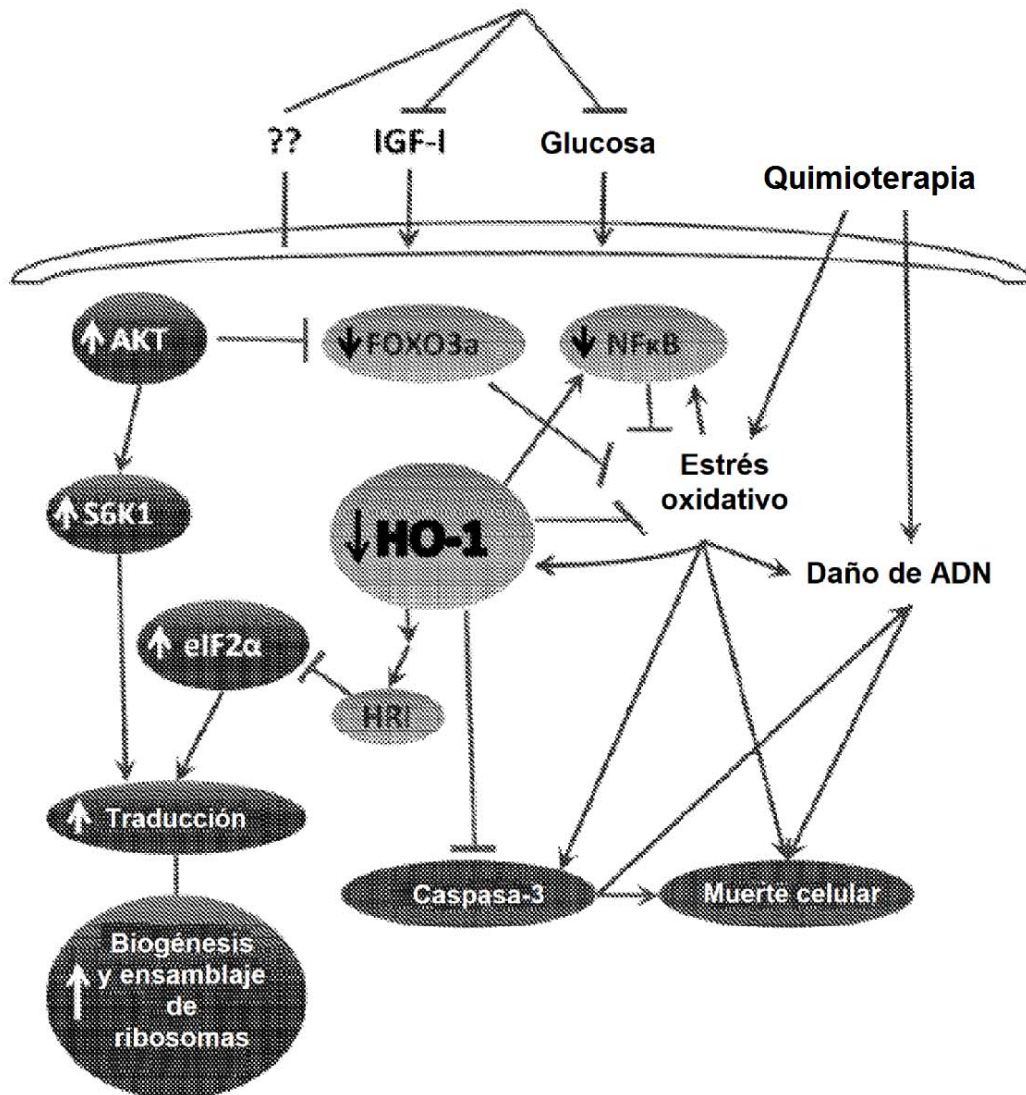 ??
IGF-I
Glucosa
Quimioterapia
AKT
FOXO3a
NFκB
Estrés
oxidativo
S6K1
HO-1
Daño de ADN
eIF2α
HRI
Traducción
Caspasa-3
Muerte celular
Biogénesis
y ensamblaje
de
ribosomas